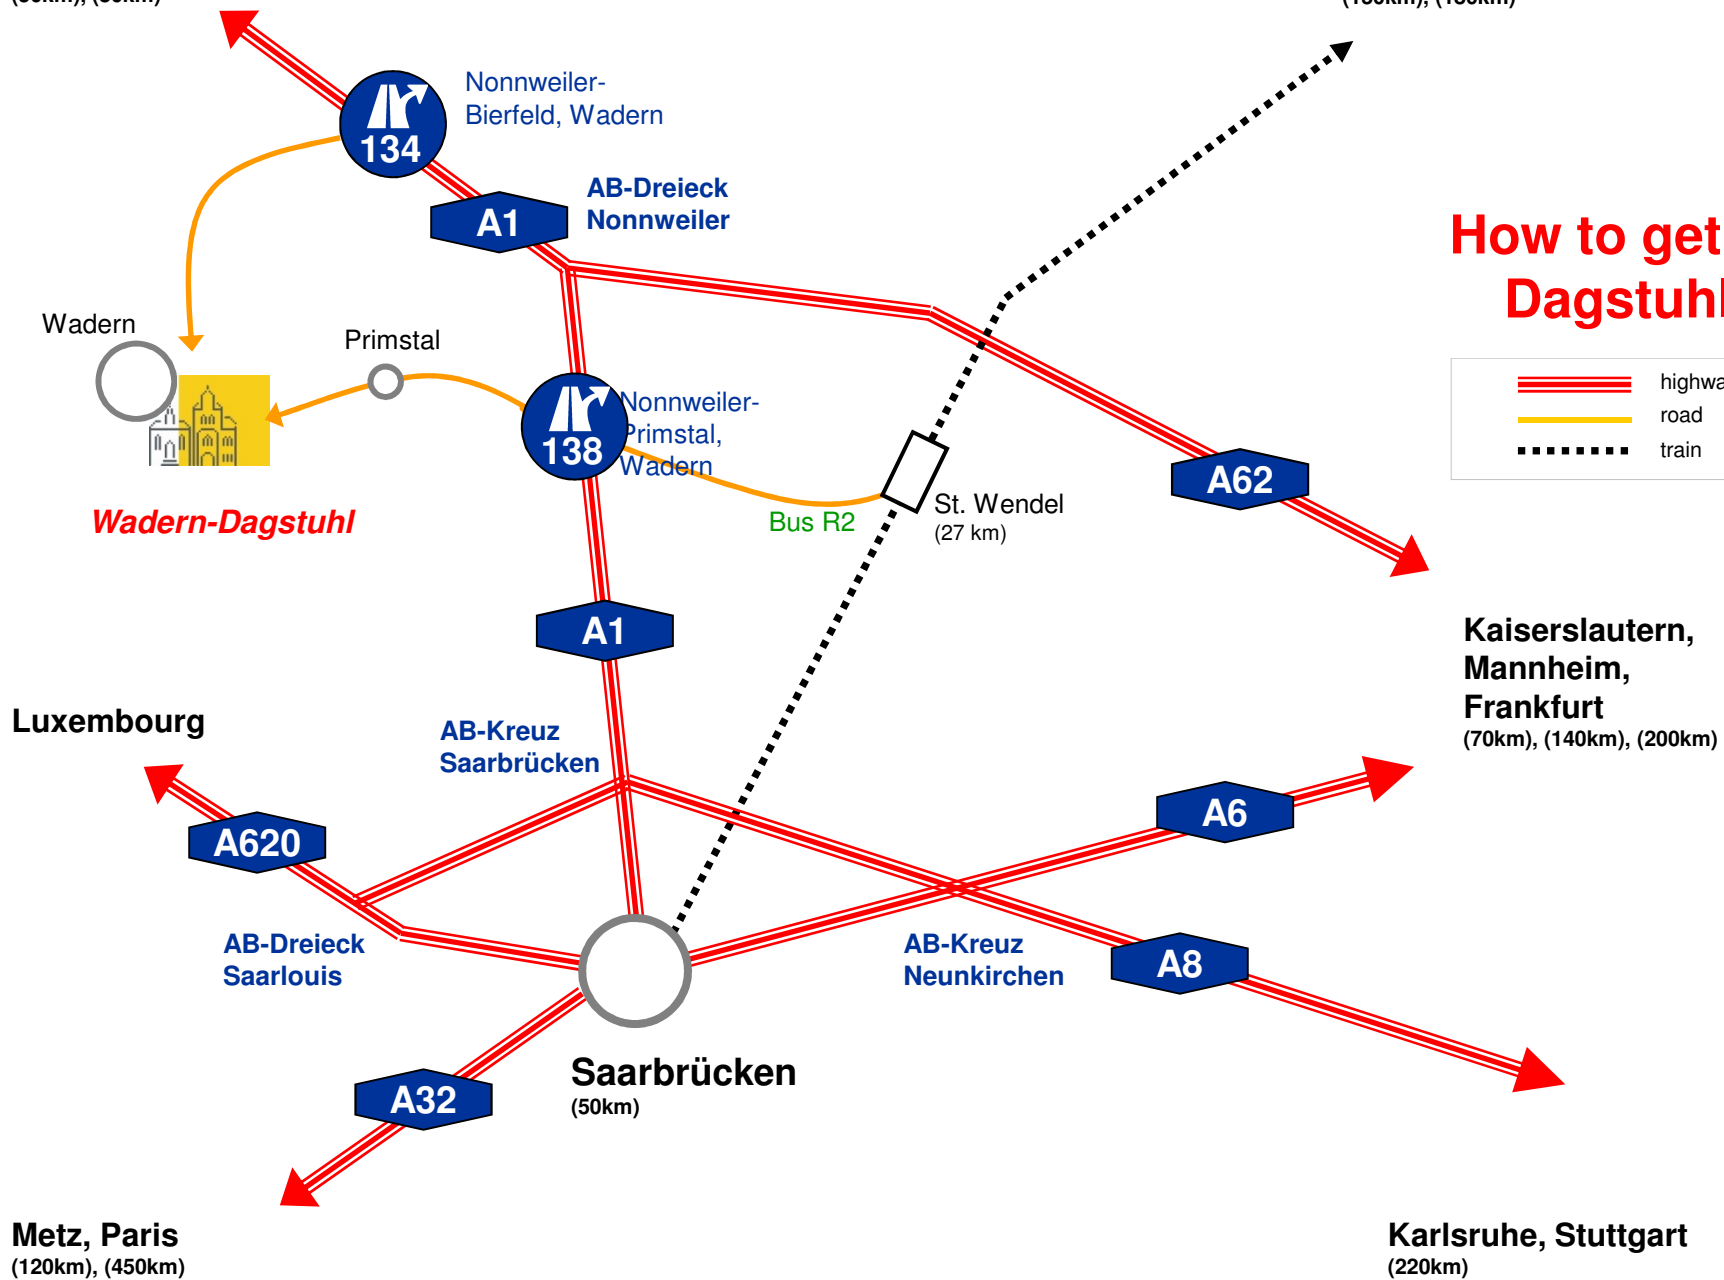 Nonnweiler-
Bierfeld, Wadern
134
AB-Dreieck
Nonnweiler
A1
How to get
Dagstuhl
Wadern
Primstal
highwa
road
train
Nonnweiler-
Primstal,
Wadern
138
A62
St. Wendel
(27 km)
Bus R2
Wadern-Dagstuhl
A1
Kaiserslautern,
Mannheim,
Frankfurt
(70km), (140km), (200km)
Luxembourg
AB-Kreuz
Saarbrücken
A620
A6
AB-Dreieck
Saarlouis
AB-Kreuz
Neunkirchen
A8
Saarbrücken
(50km)
A32
Metz, Paris
(120km), (450km)
Karlsruhe, Stuttgart
(220km)